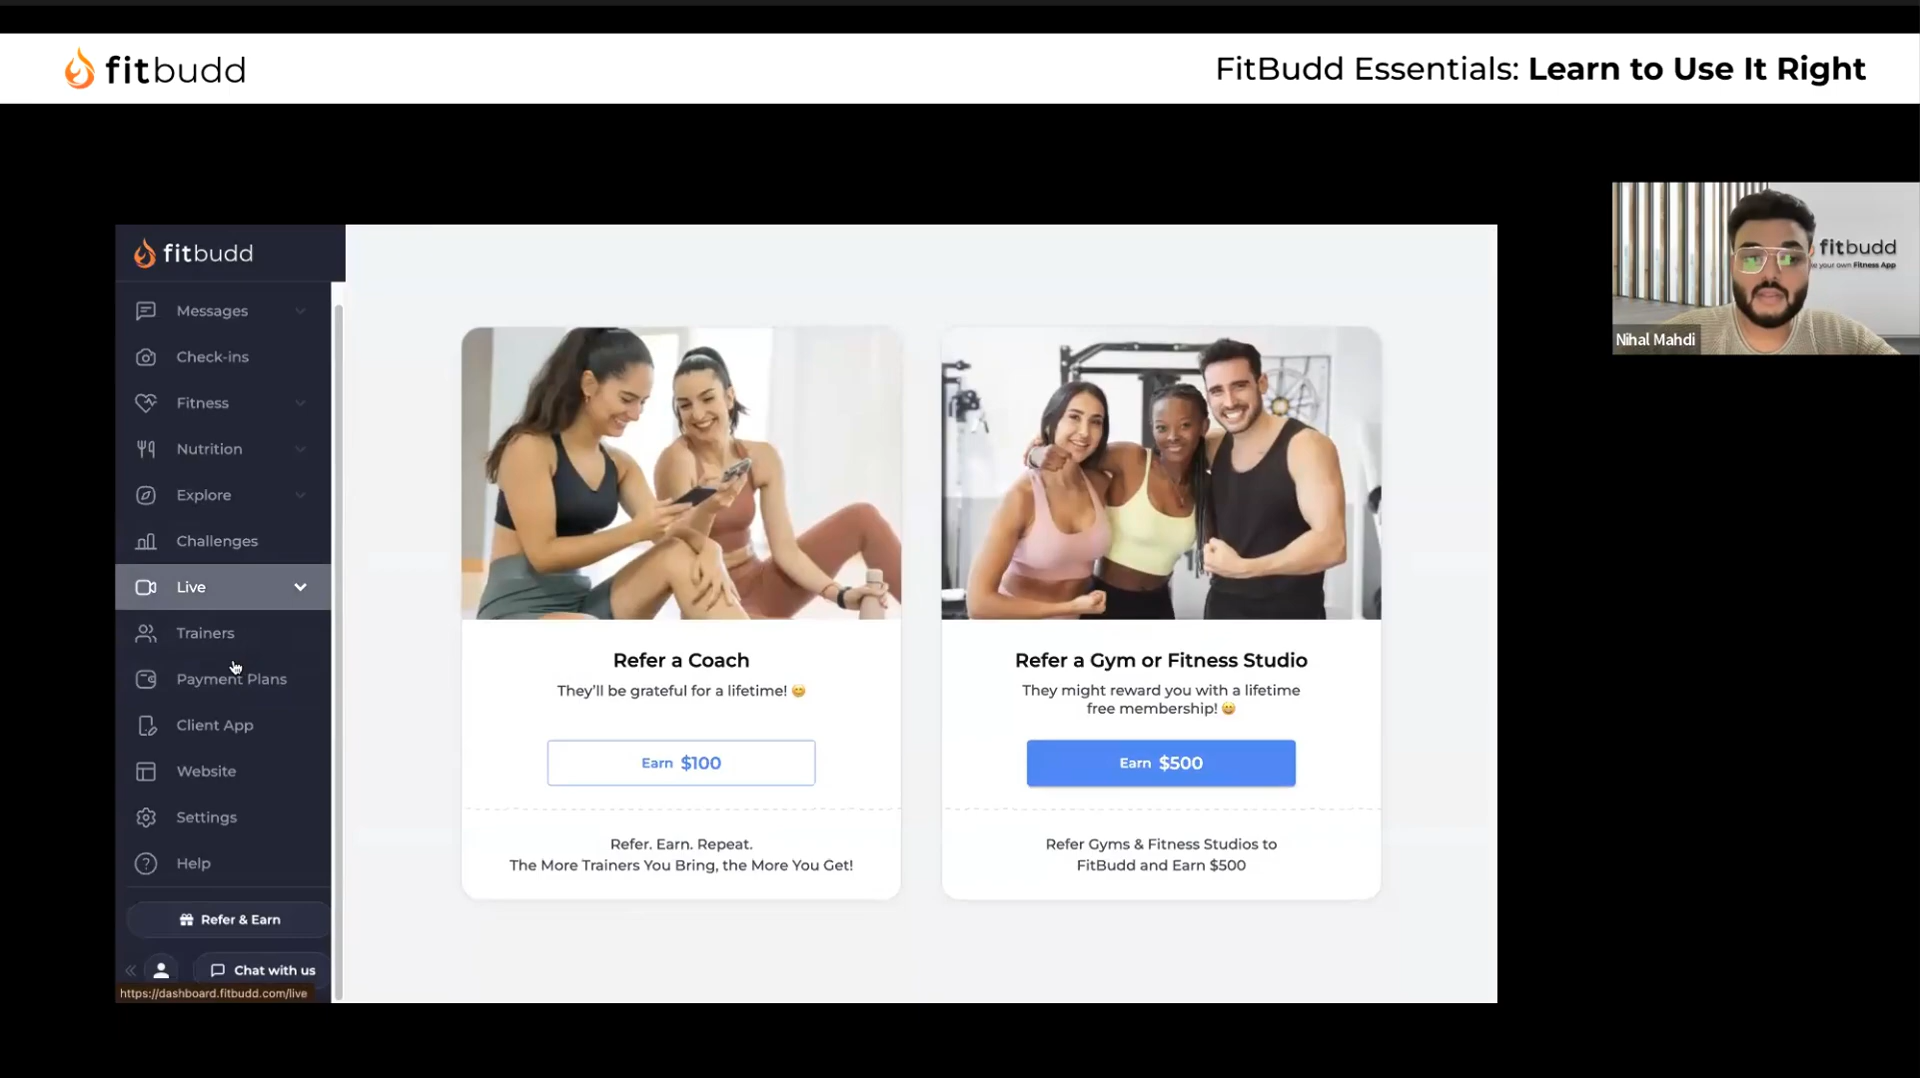 fitbudd
FitBudd Essentials: Learn to Use It Right
fitbudd
Nihal Mahdi
fitbudd
Messages
Check-ins
Fitness
Nutrition
Explore
Challenges
Live
Trainers
Payment Plans
Client App
Website
Settings
Help
Refer & Earn
Chat with us
https://dashboard.fitbudd.com/live
Refer a Coach
They'll be grateful for a lifetime! 😄
Earn $100
Refer. Earn. Repeat.
The More Trainers You Bring, the More You Get!
Refer a Gym or Fitness Studio
They might reward you with a lifetime
free membership! 😄
Earn $500
Refer Gyms & Fitness Studios to
FitBudd and Earn $500